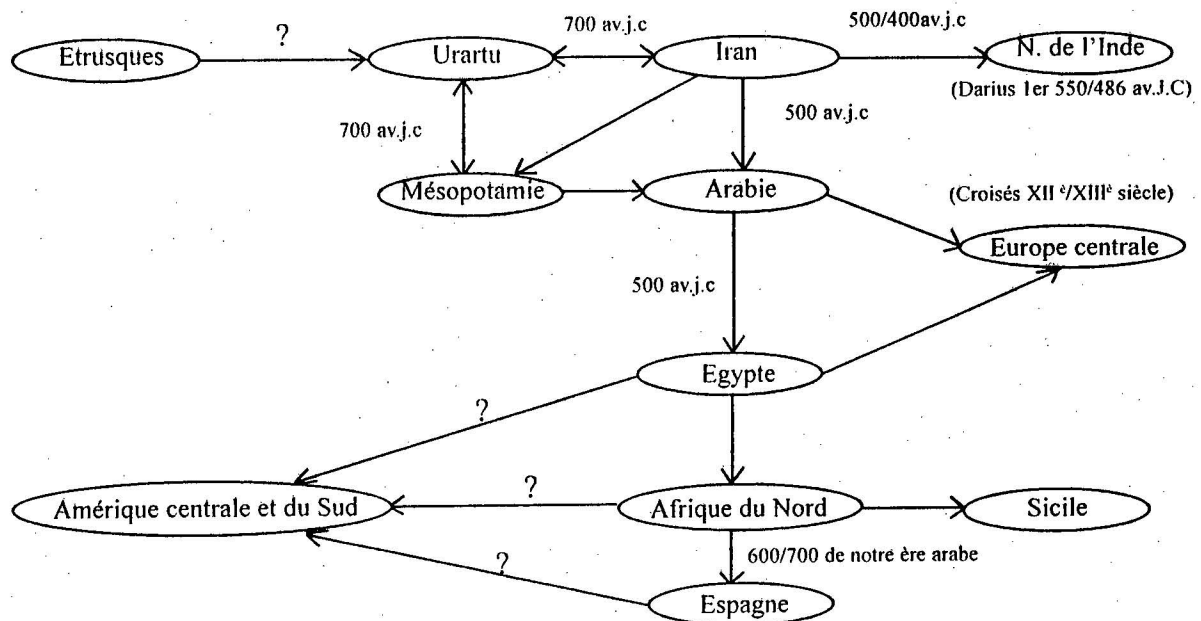 700 av.j.c
500/400av.j.c
?
Etrusques
Urartu
Iran
N. de l'Inde
(Darius 1er 550/486 av.J.C)
700 av.j.c
500 av.j.c
Mésopotamie
Arabie
(Croisés XII è/XIIIè siècle)
Europe centrale
500 av.j.c
Egypte
?
?
Amérique centrale et du Sud
Afrique du Nord
Sicile
600/700 de notre ère arabe
?
Espagne